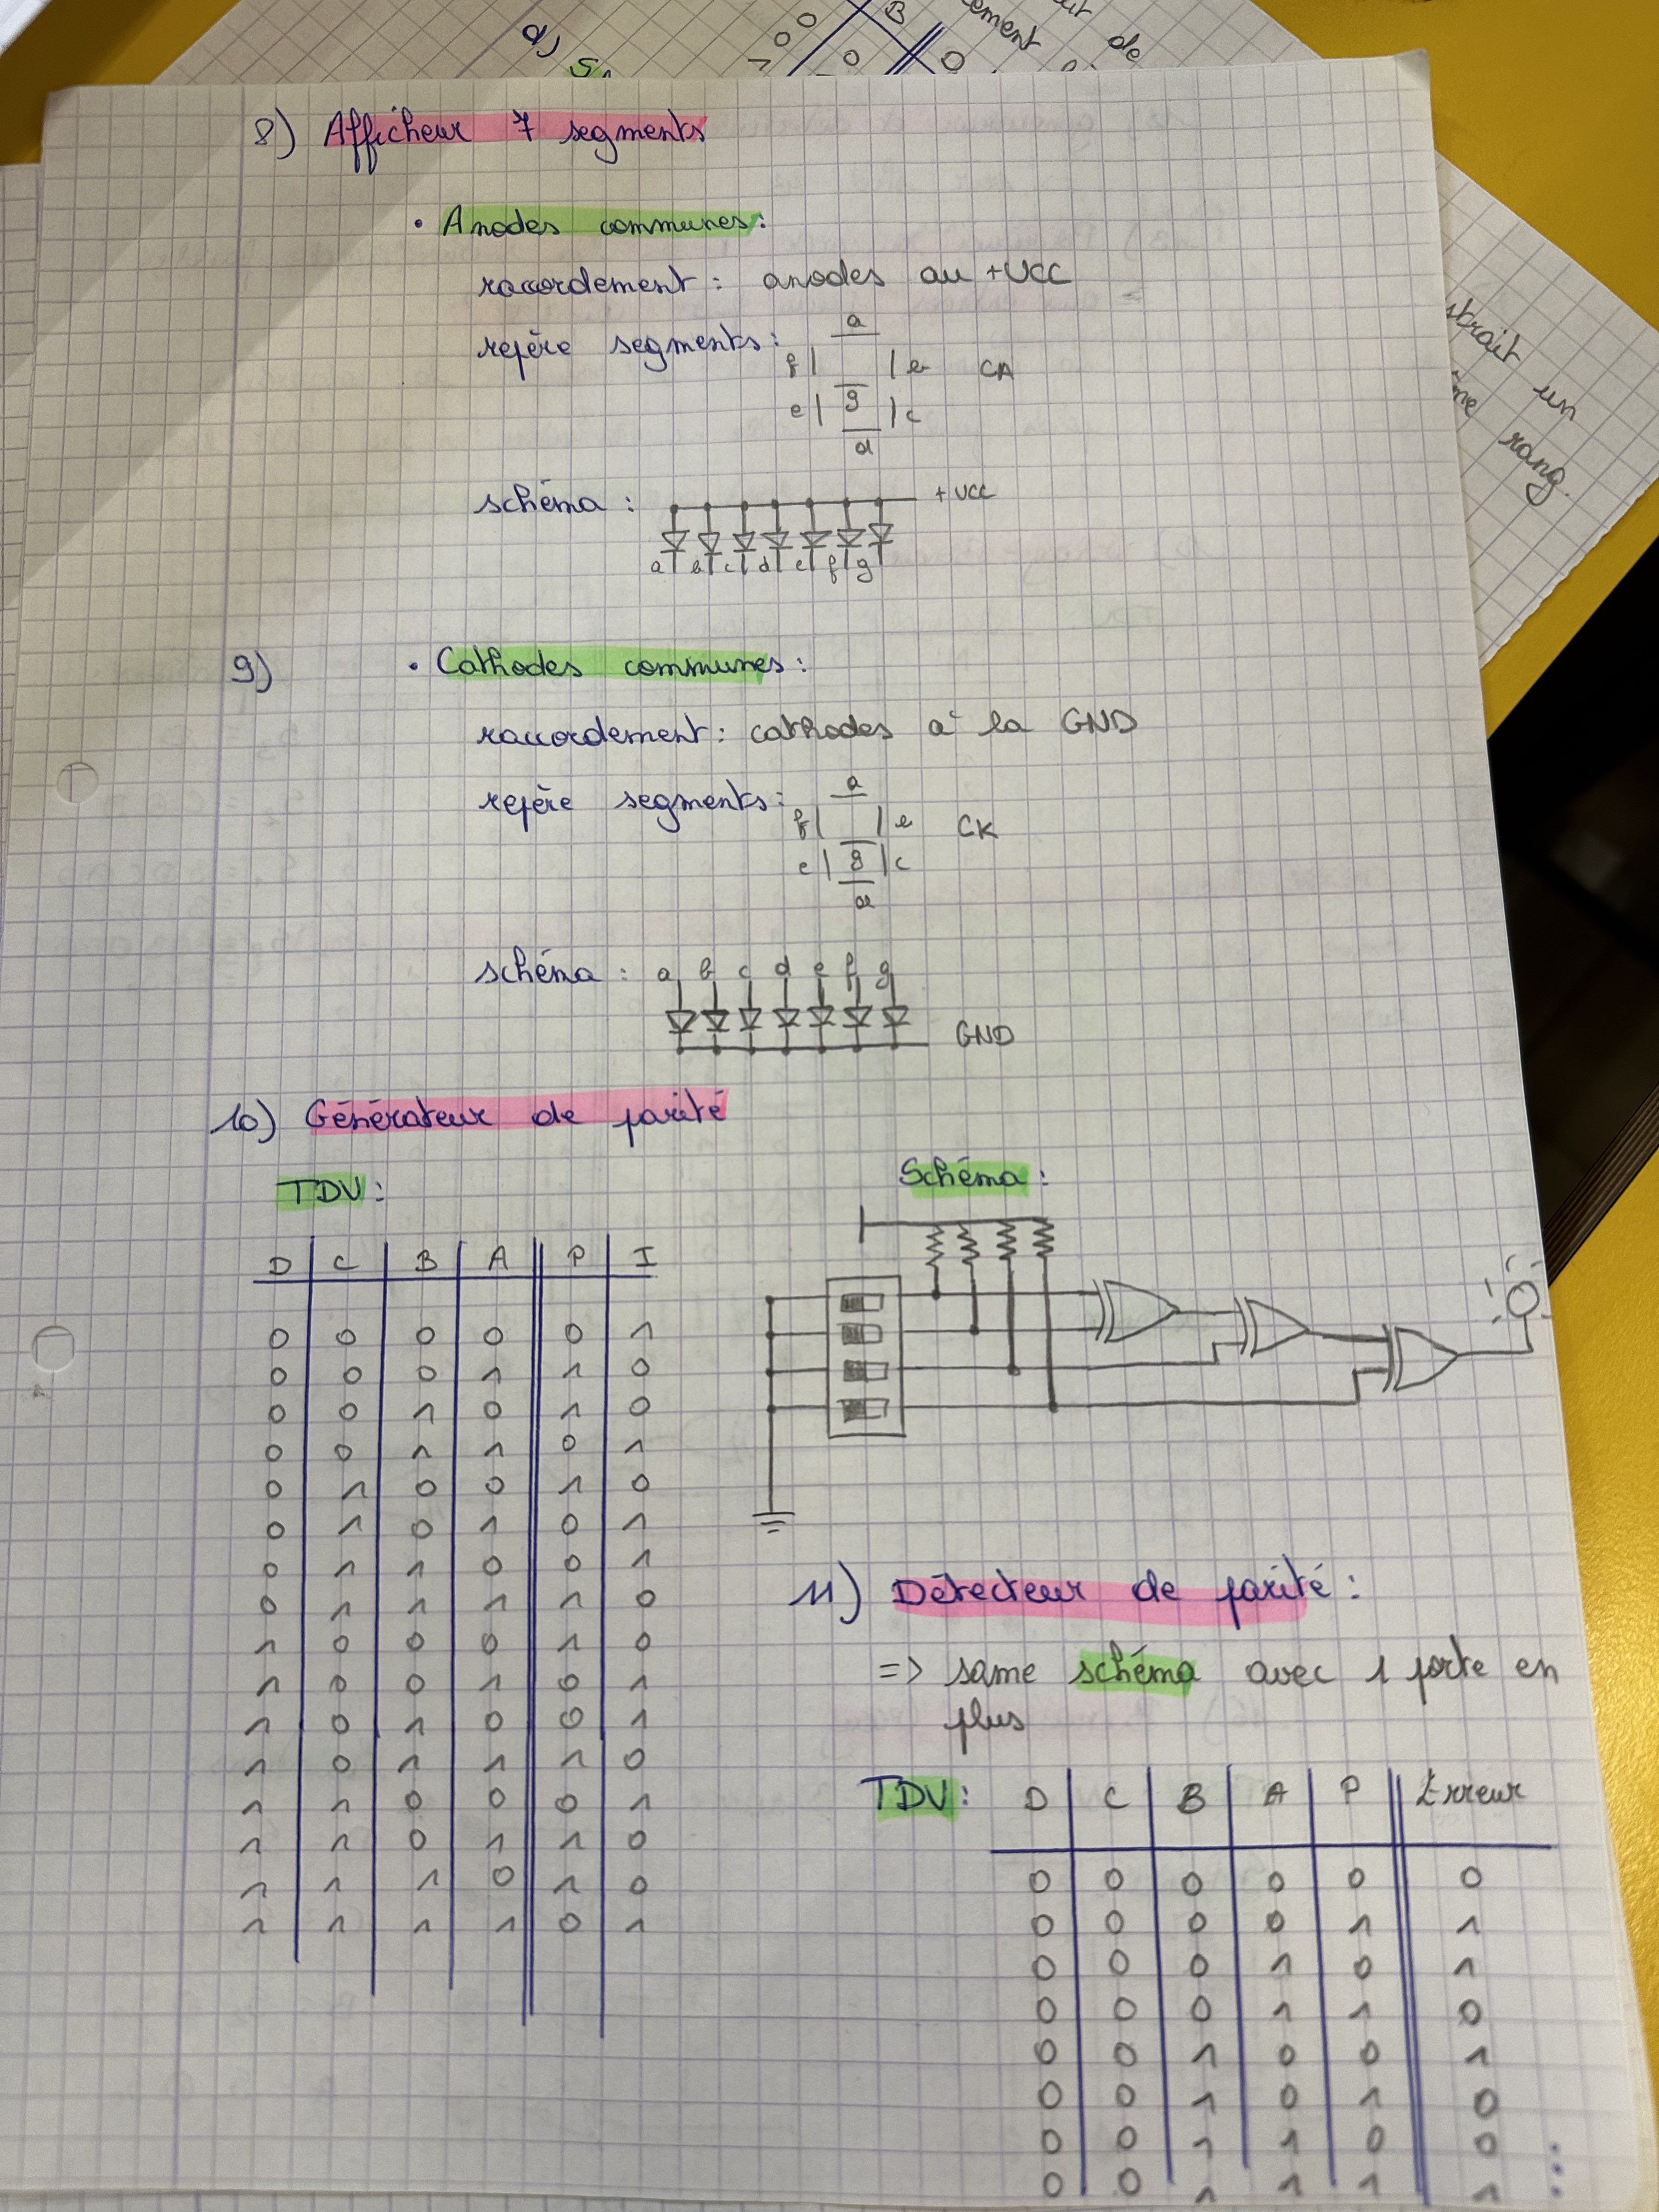 B
ement
de
8) Afficheur 7 segments
• Anodes communes :
racordement : anodes au +VCC
repère segments :
a
f b CA
e g c
d
strait un
rang.
schéma : +VCC
a b c d e f g
9) • Cathodes communes :
raccordement : cathodes à la GND
repère segments :
a
f CK
e g c
schéma : a b c d e f g
GND
10) Générateur de parité
TDV :
Schéma :
D C B A P I
0 0 0 0 0 1
0 0 0 1 1 0
0 0 1 0 1 0
0 0 1 1 0 1
0 1 0 0 1 0
0 1 0 1 0 1
0 1 1 0 0 1
0 1 1 1 1 0
1 0 0 0 1 0
1 0 0 1 0 1
1 0 1 0 0 1
1 0 1 1 1 0
1 1 0 0 0 1
1 1 0 1 1 0
1 1 1 0 1 0
1 1 1 1 0 1
11) Détecteur de parité :
=> same schéma avec 1 porte en
plus
TDV : D C B A P Erreur
0 0 0 0 0 0
0 0 0 0 1 1
0 0 0 1 0 1
0 0 0 1 1 0
0 0 1 0 0 1
0 0 1 0 1 0
0 0 1 1 0 0
0 0 1 1 1 1